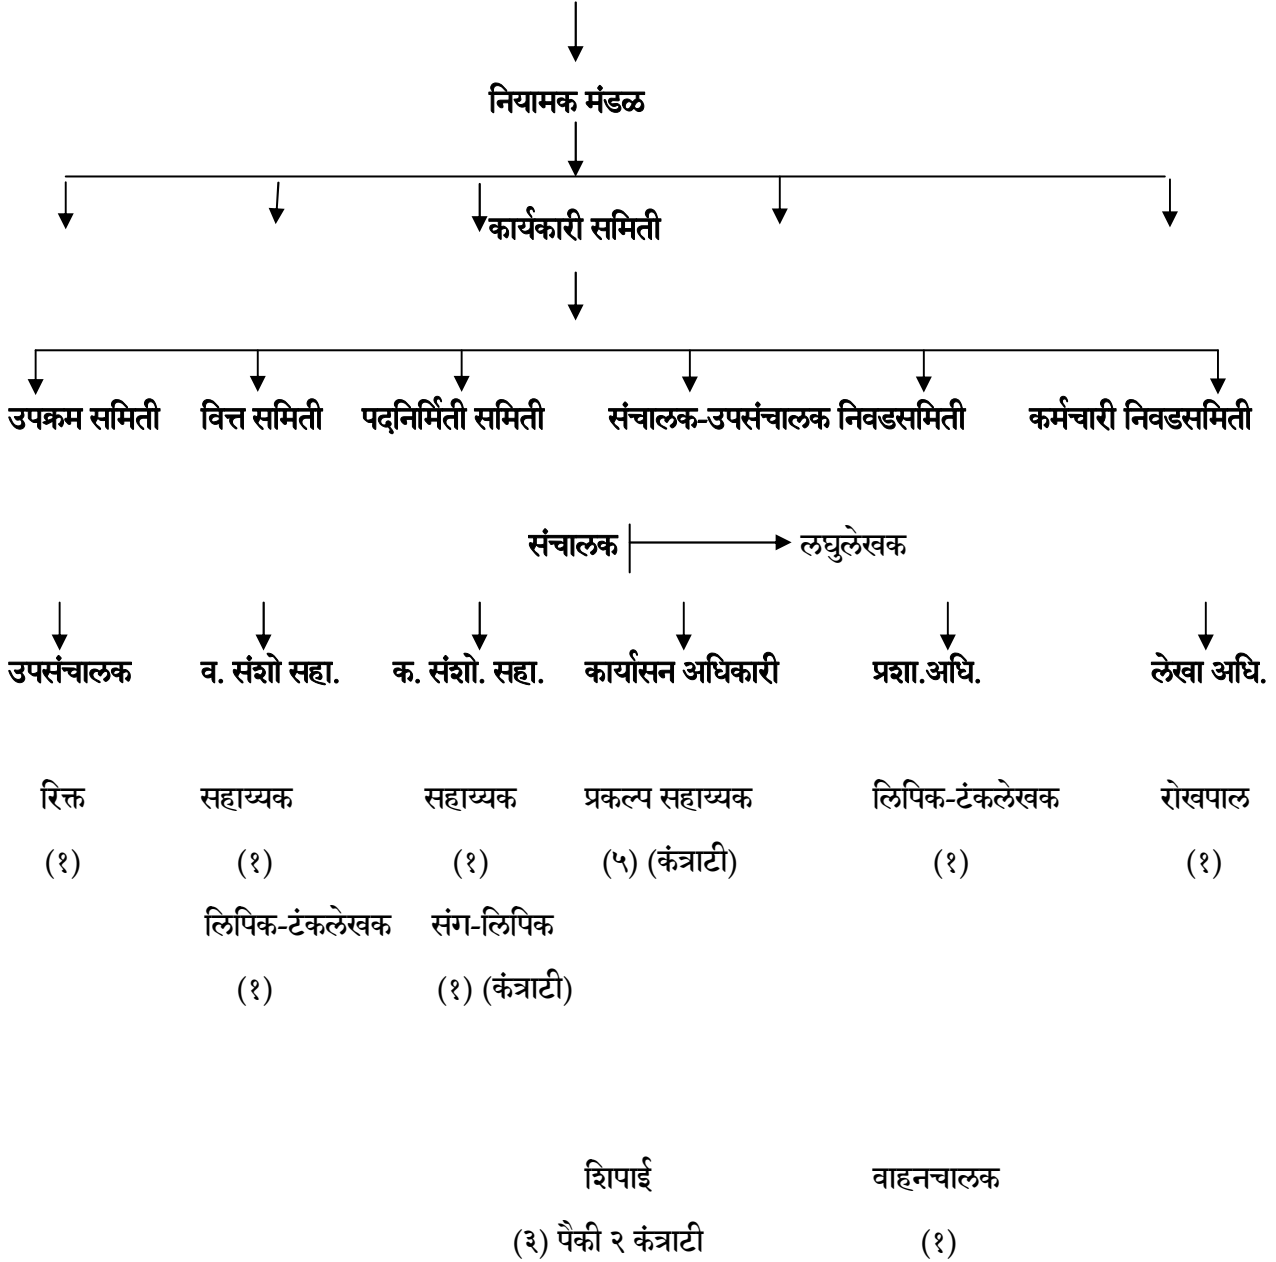 नियामक मंडळ
कार्यकारी समिती
उपक्रम समिती वित्त समिती पदनिर्मिती समिती संचालक-उपसंचालक निवडसमिती कर्मचारी निवडसमिती
संचालक लघुलेखक
उपसंचालक व. संशो सहा. क. संशो. सहा. कार्यासन अधिकारी प्रशा.अधि. लेखा अधि.
रिक्त सहाय्यक सहाय्यक प्रकल्प सहाय्यक लिपिक-टंकलेखक रोखपाल
(१) (१) (१) (५) (कंत्राटी) (१) (१)
लिपिक-टंकलेखक संग-लिपिक
(१) (१) (कंत्राटी)
शिपाई वाहनचालक
(३) पैकी २ कंत्राटी (१)